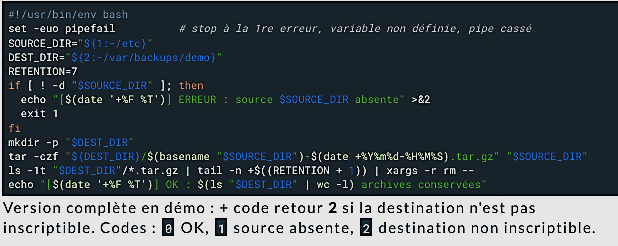 #!/usr/bin/env bash
set -euo pipefail # stop à la 1re erreur, variable non définie, pipe cassé
SOURCE_DIR="${1:-/etc}"
DEST_DIR="${2:-/var/backups/demo}"
RETENTION=7
if [ ! -d "$SOURCE_DIR" ]; then
echo "[$(date '+%F %T')] ERREUR : source $SOURCE_DIR absente" >&2
exit 1
fi
mkdir -p "$DEST_DIR"
tar -czf "${DEST_DIR}/$(basename "$SOURCE_DIR")-$(date +%Y%m%d-%H%M%S).tar.gz" "$SOURCE_DIR"
ls -1t "$DEST_DIR"/*.tar.gz | tail -n +$((RETENTION + 1)) | xargs -r rm --
echo "[$(date '+%F %T')] OK : $(ls "$DEST_DIR" | wc -l) archives conservées"
Version complète en démo : + code retour 2 si la destination n'est pas
inscriptible. Codes : 0 OK, 1 source absente, 2 destination non inscriptible.